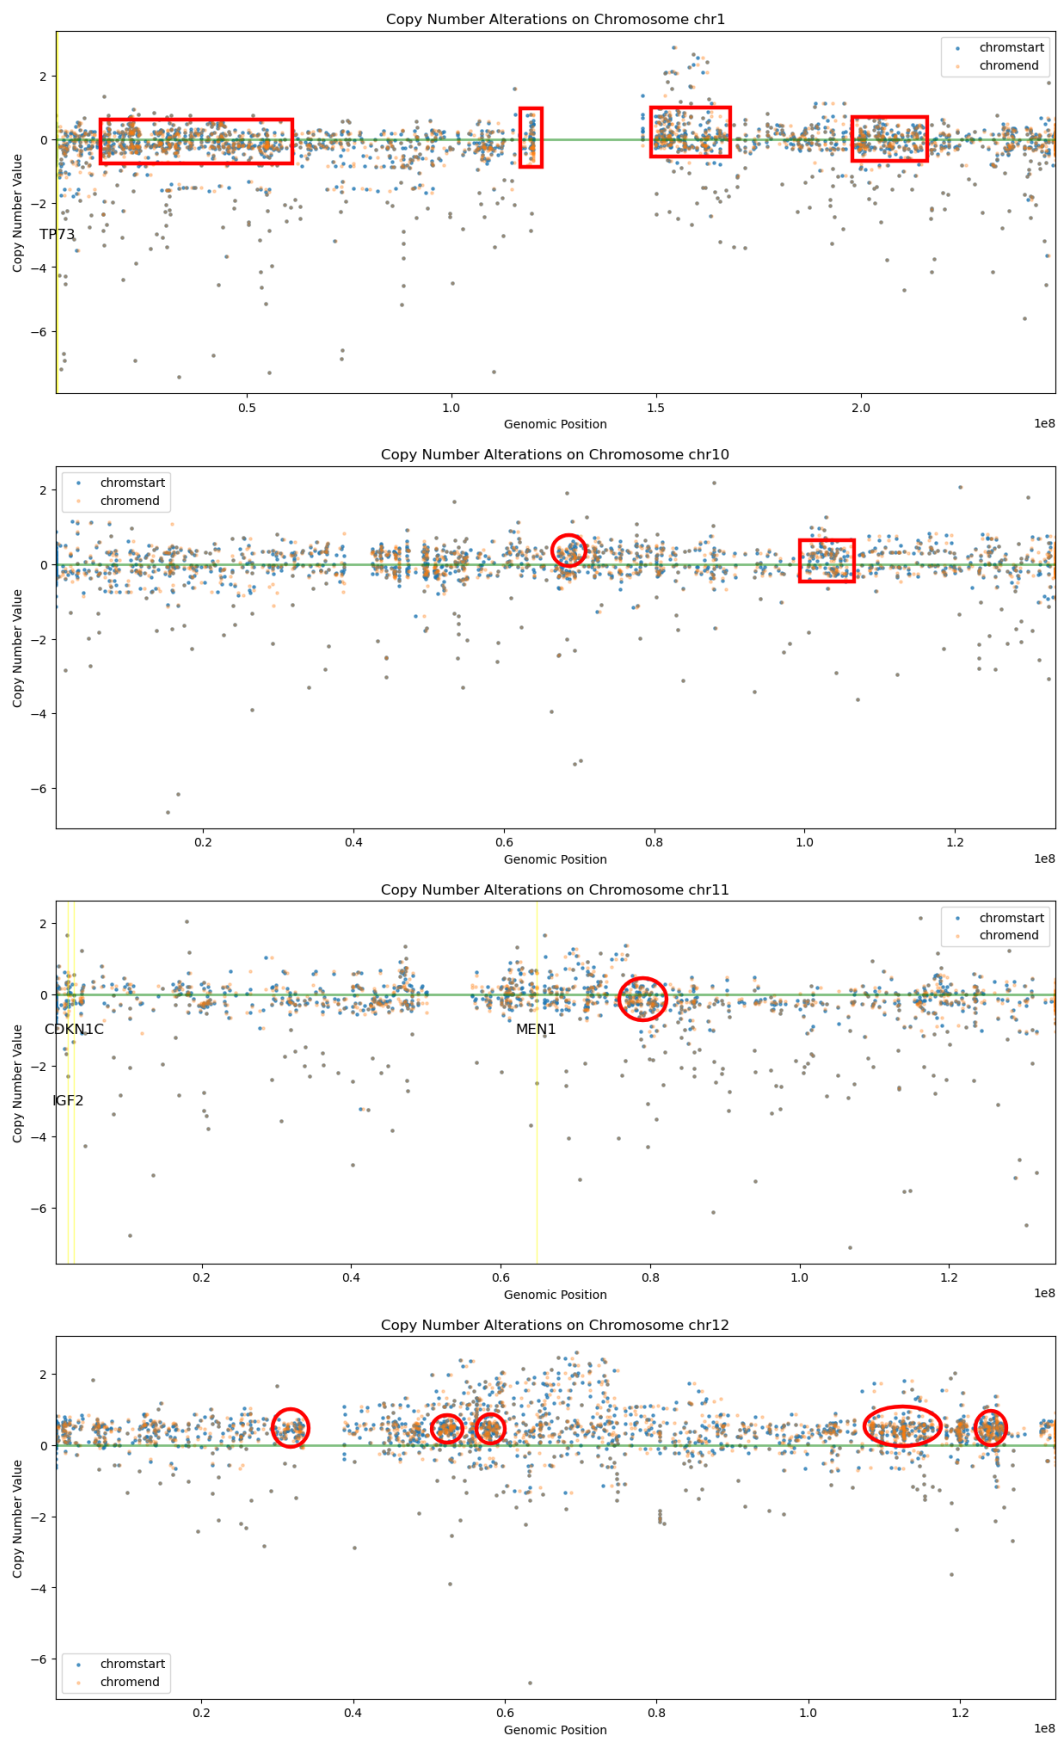 Copy Number Alterations on Chromosome chr1
chromstart
chromend
Copy Number Value
2
0
−2
−4
−6
TP73
0.5
1.0
1.5
2.0
1e8
Genomic Position
Copy Number Alterations on Chromosome chr10
chromstart
chromend
Copy Number Value
2
0
−2
−4
−6
0.2
0.4
0.6
0.8
1.0
1.2
1e8
Genomic Position
Copy Number Alterations on Chromosome chr11
chromstart
chromend
Copy Number Value
2
0
−2
−4
−6
CDKN1C
MEN1
IGF2
0.2
0.4
0.6
0.8
1.0
1.2
1e8
Genomic Position
Copy Number Alterations on Chromosome chr12
Copy Number Value
2
0
−2
−4
−6
chromstart
chromend
0.2
0.4
0.6
0.8
1.0
1.2
1e8
Genomic Position